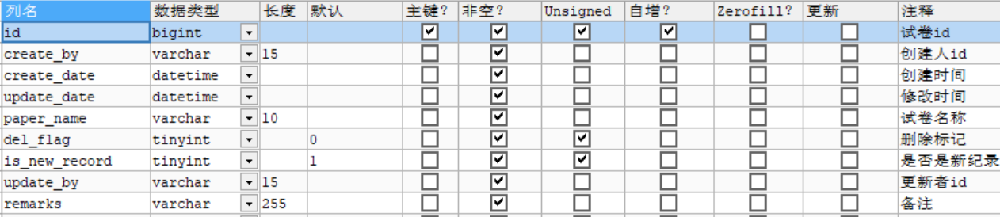 列名 数据类型 长度 默认 主键? 非空? Unsigned 自增? Zerofill? 更新 注释
id bigint 试卷id
create_by varchar 15 创建人id
create_date datetime 创建时间
update_date datetime 修改时间
paper_name varchar 10 试卷名称
del_flag tinyint 0 删除标记
is_new_record tinyint 1 是否是新纪录
update_by varchar 15 更新者id
remarks varchar 255 备注